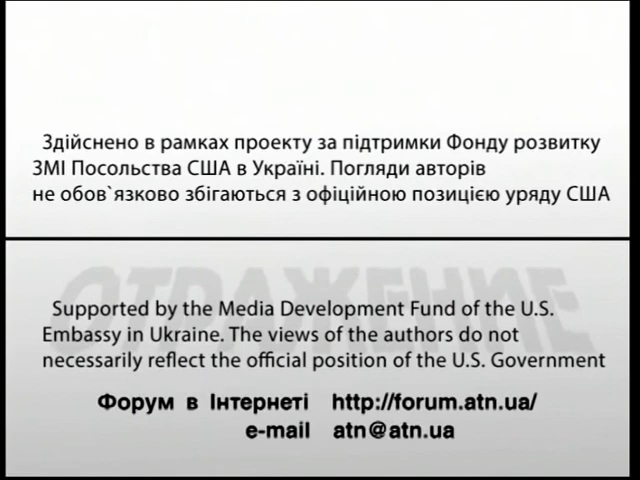 Здійснено в рамках проекту за підтримки Фонду розвитку
ЗМІ Посольства США в Україні. Погляди авторів
не обов`язково збігаються з офіційною позицією уряду США
ОТРАЖЕНИЕ
Supported by the Media Development Fund of the U.S.
Embassy in Ukraine. The views of the authors do not
necessarily reflect the official position of the U.S. Government
Форум в Інтернеті http://forum.atn.ua/
e-mail atn@atn.ua